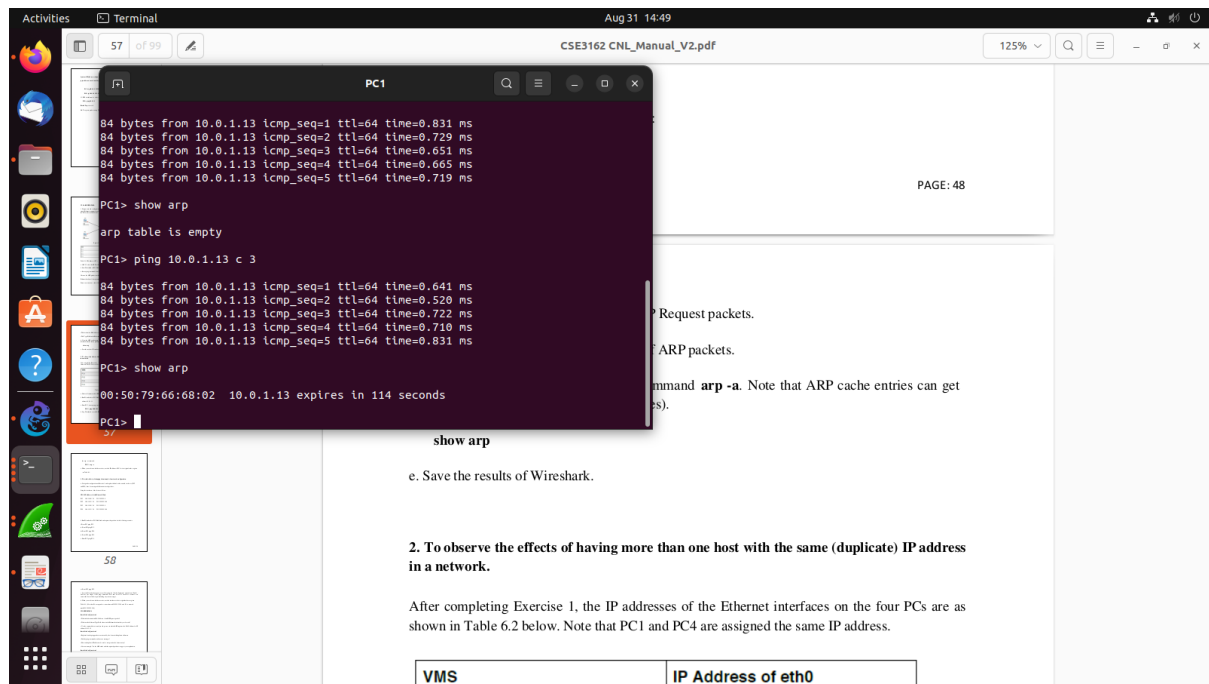 Activities
Terminal
Aug 31 14:49
57 of 99
CSE3162 CNL_Manual_V2.pdf
125%
PC1
84 bytes from 10.0.1.13 icmp_seq=1 ttl=64 time=0.831 ms
84 bytes from 10.0.1.13 icmp_seq=2 ttl=64 time=0.729 ms
84 bytes from 10.0.1.13 icmp_seq=3 ttl=64 time=0.651 ms
84 bytes from 10.0.1.13 icmp_seq=4 ttl=64 time=0.665 ms
84 bytes from 10.0.1.13 icmp_seq=5 ttl=64 time=0.719 ms
PC1> show arp
arp table is empty
PC1> ping 10.0.1.13 c 3
84 bytes from 10.0.1.13 icmp_seq=1 ttl=64 time=0.641 ms
84 bytes from 10.0.1.13 icmp_seq=2 ttl=64 time=0.520 ms
84 bytes from 10.0.1.13 icmp_seq=3 ttl=64 time=0.722 ms
84 bytes from 10.0.1.13 icmp_seq=4 ttl=64 time=0.710 ms
84 bytes from 10.0.1.13 icmp_seq=5 ttl=64 time=0.831 ms
PC1> show arp
00:50:79:66:68:02 10.0.1.13 expires in 114 seconds
PC1>
57
58
PAGE: 48
Request packets.
ARP packets.
arp -a. Note that ARP cache entries can get
show arp
e. Save the results of Wireshark.
2. To observe the effects of having more than one host with the same (duplicate) IP address
in a network.
After completing Exercise 1, the IP addresses of the Ethernet interfaces on the four PCs are as
shown in Table 6.2 below. Note that PC1 and PC4 are assigned the same IP address.
VMS
IP Address of eth0